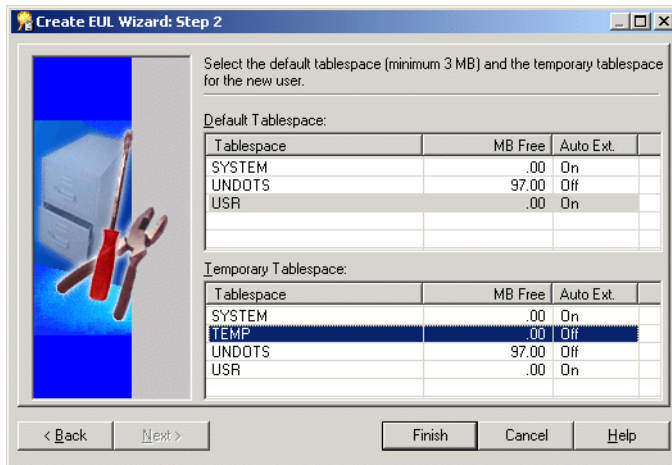 Create EUL Wizard: Step 2
Select the default tablespace (minimum 3 MB) and the temporary tablespace
for the new user.
Default Tablespace:
Tablespace MB Free Auto Ext.
SYSTEM .00 On
UNDOTS 97.00 Off
USR .00 On
Temporary Tablespace:
Tablespace MB Free Auto Ext.
SYSTEM .00 On
TEMP .00 Off
UNDOTS 97.00 Off
USR .00 On
< Back Next > Finish Cancel Help